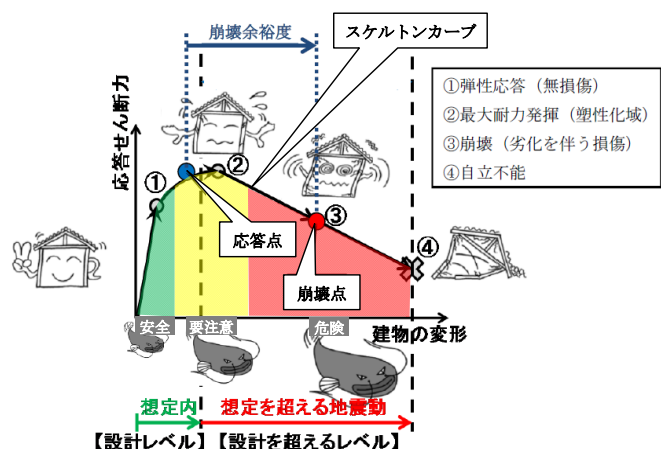 崩壊余裕度
スケルトンカーブ
①弾性応答（無損傷）
②最大耐力発揮（塑性化域）
③崩壊（劣化を伴う損傷）
④自立不能
応答せん断力
①
②
③
④
応答点
崩壊点
安全
要注意
危険
建物の変形
想定内
想定を超える地震動
【設計レベル】
【設計を超えるレベル】